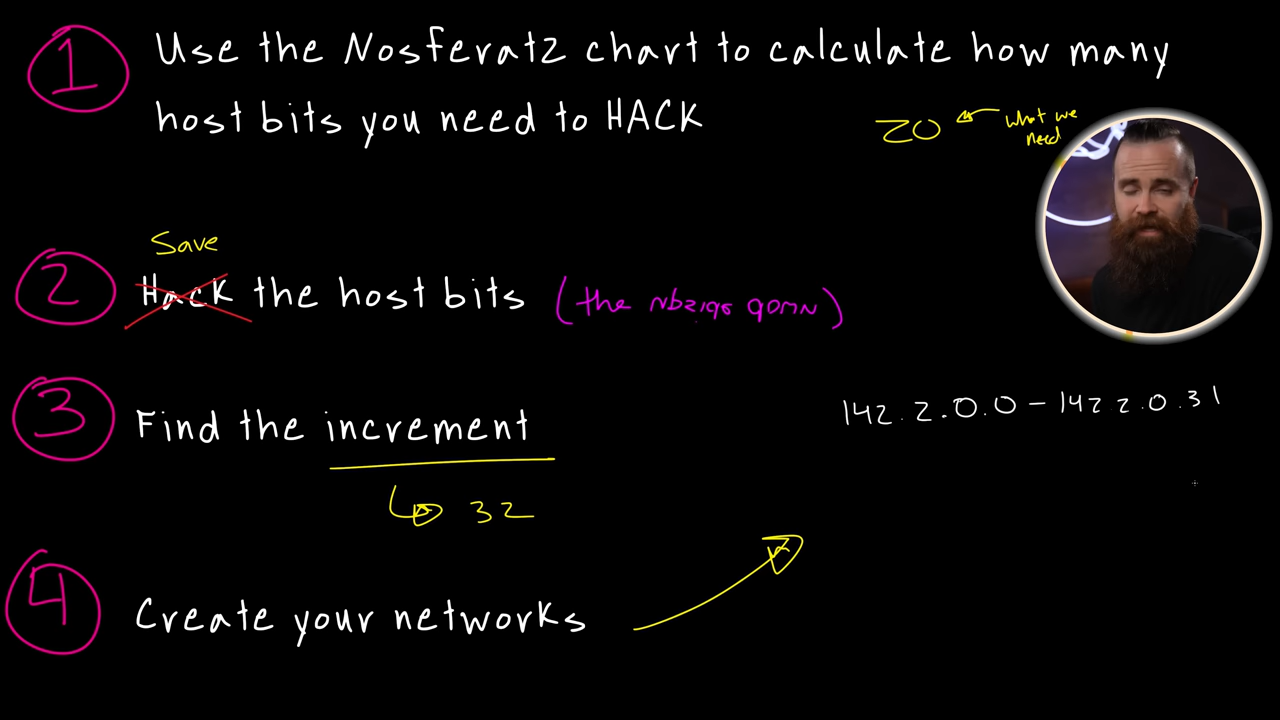 1 Use the Nosferat2 chart to calculate how many
host bits you need to HACK
20 what we
need
Save
2 Hack the host bits (the
3 Find the increment
32
142.2.0.0 - 142.2.0.31
4 Create your networks